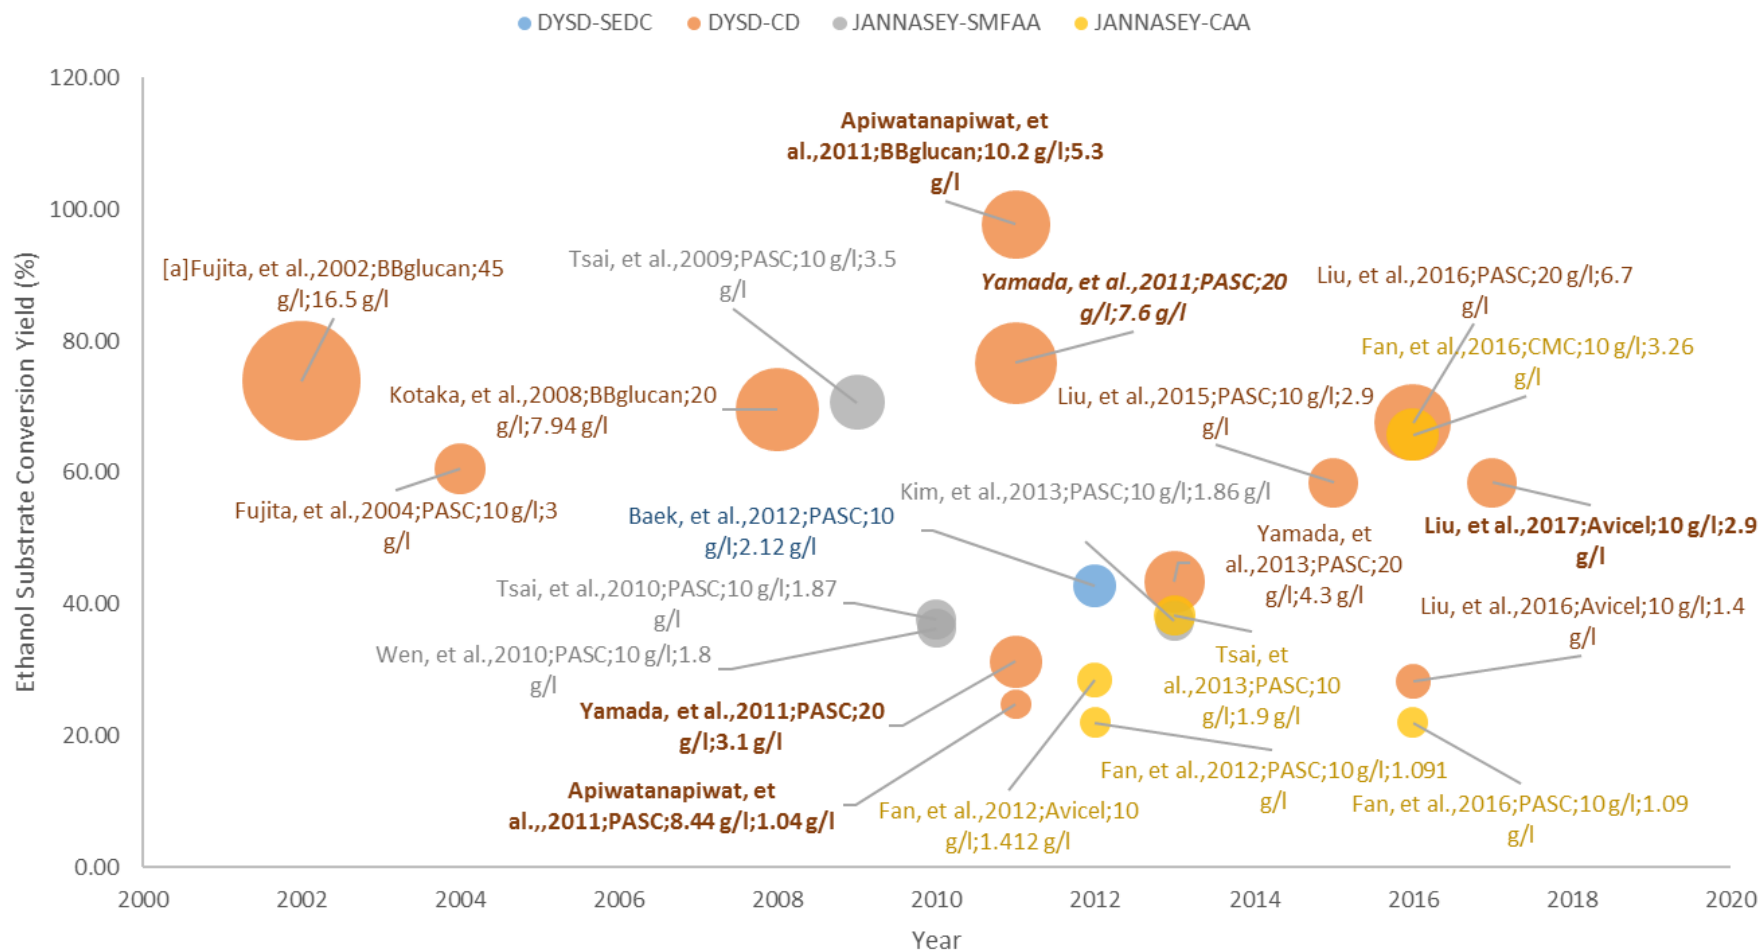 DYSD-SEDC DYSD-CD JANNASEY-SMFAA JANNASEY-CAA
120.00
100.00
80.00
60.00
40.00
20.00
0.00
Ethanol Substrate Conversion Yield (%)
Apiwatanapiwat, et
al.,2011;BBglucan;10.2 g/l;5.3
g/l
[a]Fujita, et al.,2002;BBglucan;45
g/l;16.5 g/l
Tsai, et al.,2009;PASC;10 g/l;3.5
g/l
Yamada, et al.,2011;PASC;20
g/l;7.6 g/l
Liu, et al.,2016;PASC;20 g/l;6.7
g/l
Fan, et al.,2016;CMC;10 g/l;3.26
g/l
Kotaka, et al.,2008;BBglucan;20
g/l;7.94 g/l
Liu, et al.,2015;PASC;10 g/l;2.9
g/l
Fujita, et al.,2004;PASC;10 g/l;3
g/l
Kim, et al.,2013;PASC;10 g/l;1.86 g/l
Baek, et al.,2012;PASC;10
g/l;2.12 g/l
Yamada, et
al.,2013;PASC;20
g/l;4.3 g/l
Liu, et al.,2017;Avicel;10 g/l;2.9
g/l
Tsai, et al.,2010;PASC;10 g/l;1.87
g/l
Liu, et al.,2016;Avicel;10 g/l;1.4
g/l
Wen, et al.,2010;PASC;10 g/l;1.8
g/l
Tsai, et
al.,2013;PASC;10
g/l;1.9 g/l
Yamada, et al.,2011;PASC;20
g/l;3.1 g/l
Apiwatanapiwat, et
al.,,2011;PASC;8.44 g/l;1.04 g/l
Fan, et al.,2012;Avicel;10
g/l;1.412 g/l
Fan, et al.,2012;PASC;10 g/l;1.091
g/l
Fan, et al.,2016;PASC;10 g/l;1.09
g/l
2000 2002 2004 2006 2008 2010 2012 2014 2016 2018 2020
Year